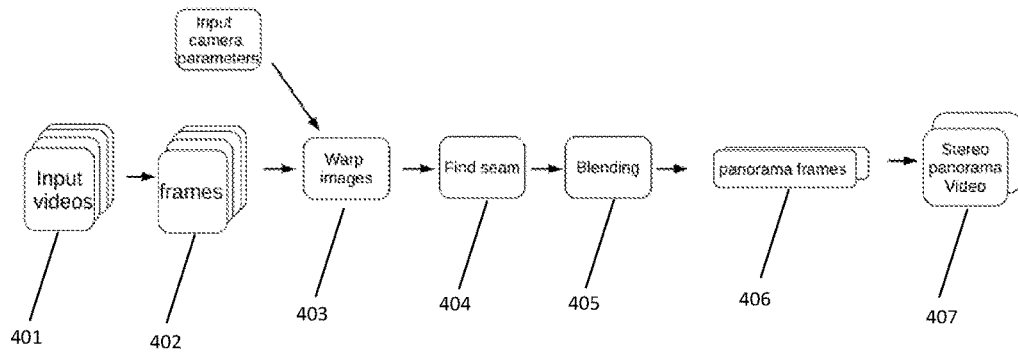 Input
camera
parameters
Input
videos
frames
Warp
images
Find seam
Blending
panorama frames
Stereo
panorama
Video
401
402
403
404
405
406
407